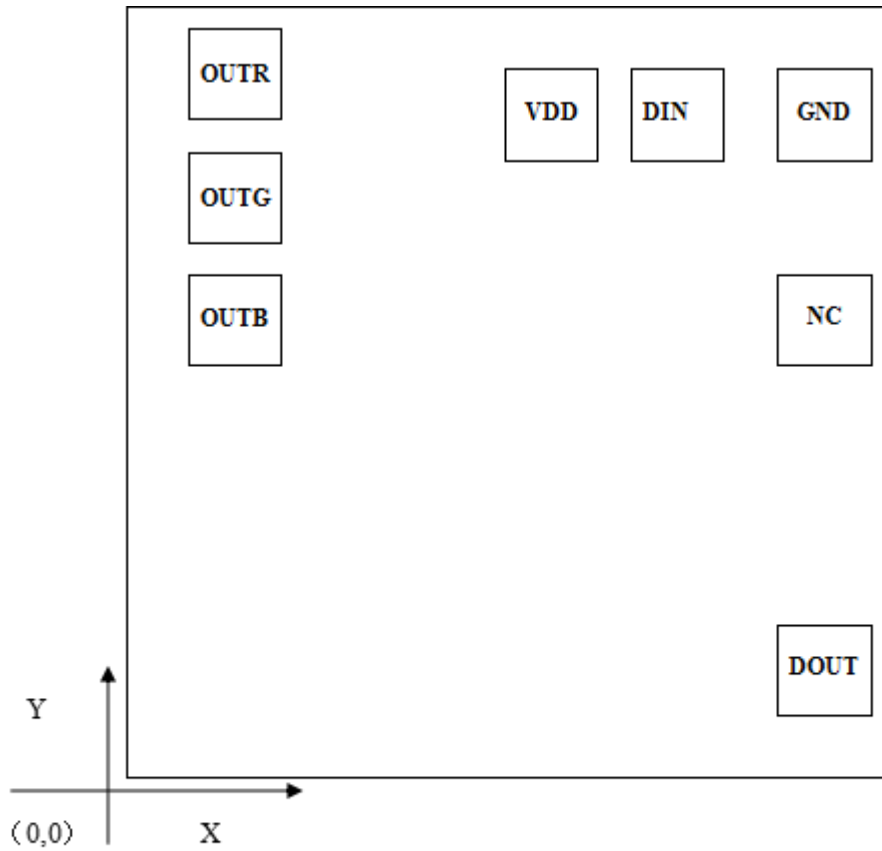 OUTR
VDD
DIN
GND
OUTG
OUTB
NC
DOUT
Y
（0,0）
X